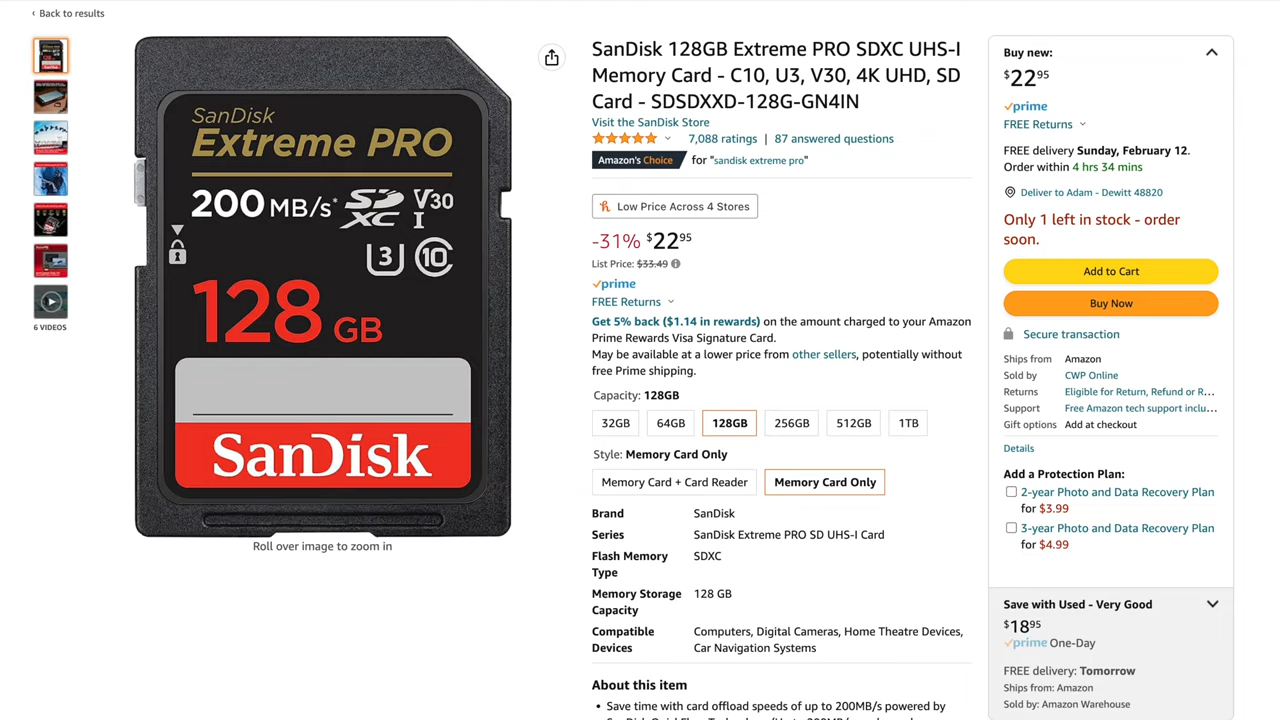 ‹ Back to results
SanDisk
Extreme PRO
200 MB/s*
SD XC
V30
I
U3
10
128 GB
SanDisk
Roll over image to zoom in
6 VIDEOS
SanDisk 128GB Extreme PRO SDXC UHS-I
Memory Card - C10, U3, V30, 4K UHD, SD
Card - SDSDXXD-128G-GN4IN
Visit the SanDisk Store
7,088 ratings | 87 answered questions
Amazon's Choice for "sandisk extreme pro"
Low Price Across 4 Stores
-31% $22 95
List Price: $33.49
prime
FREE Returns
Get 5% back ($1.14 in rewards) on the amount charged to your Amazon
Prime Rewards Visa Signature Card.
May be available at a lower price from other sellers, potentially without
free Prime shipping.
Capacity: 128GB
32GB 64GB 128GB 256GB 512GB 1TB
Style: Memory Card Only
Memory Card + Card Reader Memory Card Only
Brand SanDisk
Series SanDisk Extreme PRO SD UHS-I Card
Flash Memory SDXC
Type
Memory Storage 128 GB
Capacity
Compatible Computers, Digital Cameras, Home Theatre Devices,
Devices Car Navigation Systems
About this item
• Save time with card offload speeds of up to 200MB/s powered by
Buy new:
$22 95
prime
FREE Returns
FREE delivery Sunday, February 12.
Order within 4 hrs 34 mins
Deliver to Adam - Dewitt 48820
Only 1 left in stock - order
soon.
Add to Cart
Buy Now
Secure transaction
Ships from Amazon
Sold by CWP Online
Returns Eligible for Return, Refund or R...
Support Free Amazon tech support inclu...
Gift options Add at checkout
Details
Add a Protection Plan:
2-year Photo and Data Recovery Plan
for $3.99
3-year Photo and Data Recovery Plan
for $4.99
Save with Used - Very Good
$18 95
prime One-Day
FREE delivery: Tomorrow
Ships from: Amazon
Sold by: Amazon Warehouse